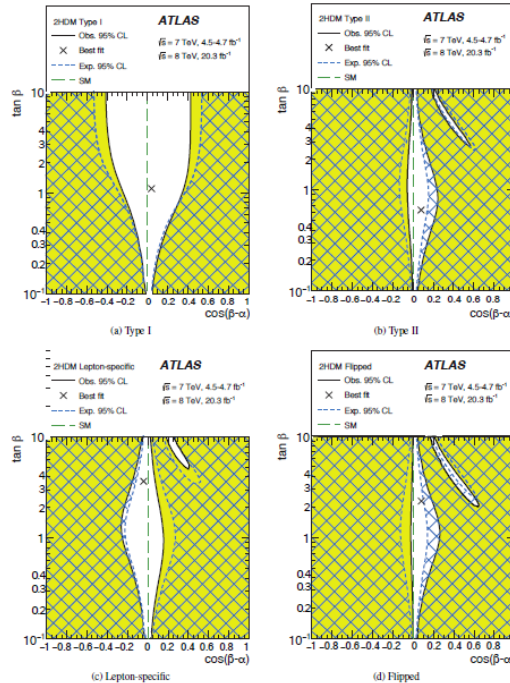 2HDM Type I ATLAS
Obs. 95% CL √s = 7 TeV, 4.5-4.7 fb⁻¹
Best fit √s = 8 TeV, 20.3 fb⁻¹
Exp. 95% CL
SM
tan β
10
4
3
2
1
0.4
0.3
0.2
10⁻¹
−1 −0.8 −0.6 −0.4 −0.2 0 0.2 0.4 0.6 0.8 1
cos(β-α)
(a) Type I
2HDM Type II ATLAS
Obs. 95% CL √s = 7 TeV, 4.5-4.7 fb⁻¹
Best fit √s = 8 TeV, 20.3 fb⁻¹
Exp. 95% CL
SM
tan β
10
4
3
2
1
0.4
0.3
0.2
10⁻¹
−1 −0.8 −0.6 −0.4 −0.2 0 0.2 0.4 0.6 0.8 1
cos(β-α)
(b) Type II
2HDM Lepton-specific ATLAS
Obs. 95% CL √s = 7 TeV, 4.5-4.7 fb⁻¹
Best fit √s = 8 TeV, 20.3 fb⁻¹
Exp. 95% CL
SM
tan β
10
4
3
2
1
0.4
0.3
0.2
10⁻¹
−1 −0.8 −0.6 −0.4 −0.2 0 0.2 0.4 0.6 0.8 1
cos(β-α)
(c) Lepton-specific
2HDM Flipped ATLAS
Obs. 95% CL √s = 7 TeV, 4.5-4.7 fb⁻¹
Best fit √s = 8 TeV, 20.3 fb⁻¹
Exp. 95% CL
SM
tan β
10
4
3
2
1
0.4
0.3
0.2
10⁻¹
−1 −0.8 −0.6 −0.4 −0.2 0 0.2 0.4 0.6 0.8 1
cos(β-α)
(d) Flipped